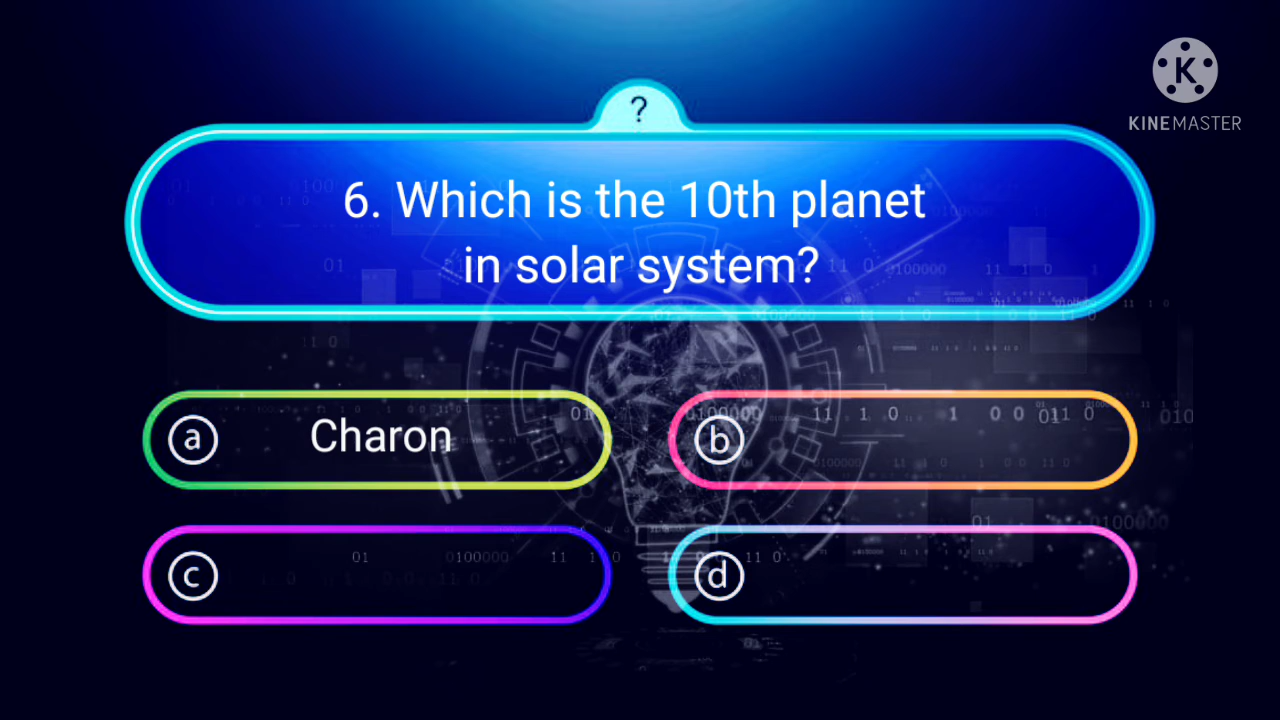 K
KINEMASTER
?
6. Which is the 10th planet
in solar system?
a Charon
b
c
d